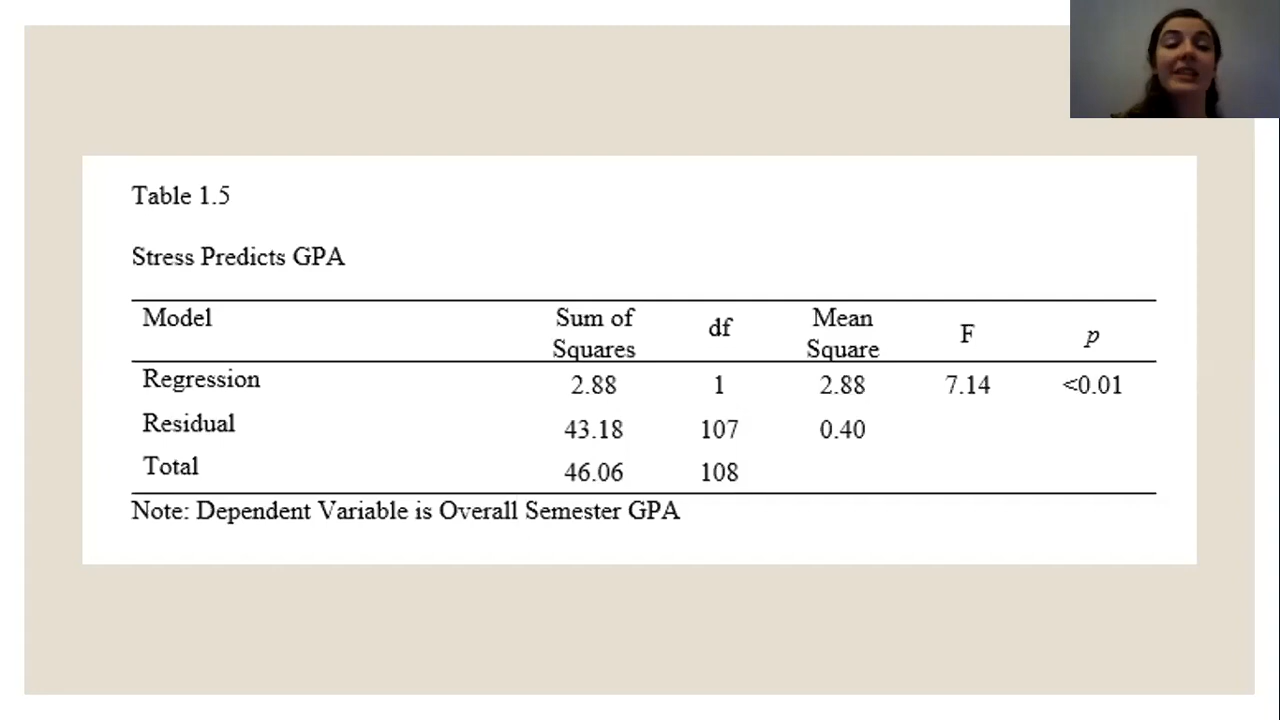 Table 1.5
Stress Predicts GPA
Model Sum of Squares df Mean Square F p
Regression 2.88 1 2.88 7.14 <0.01
Residual 43.18 107 0.40
Total 46.06 108
Note: Dependent Variable is Overall Semester GPA